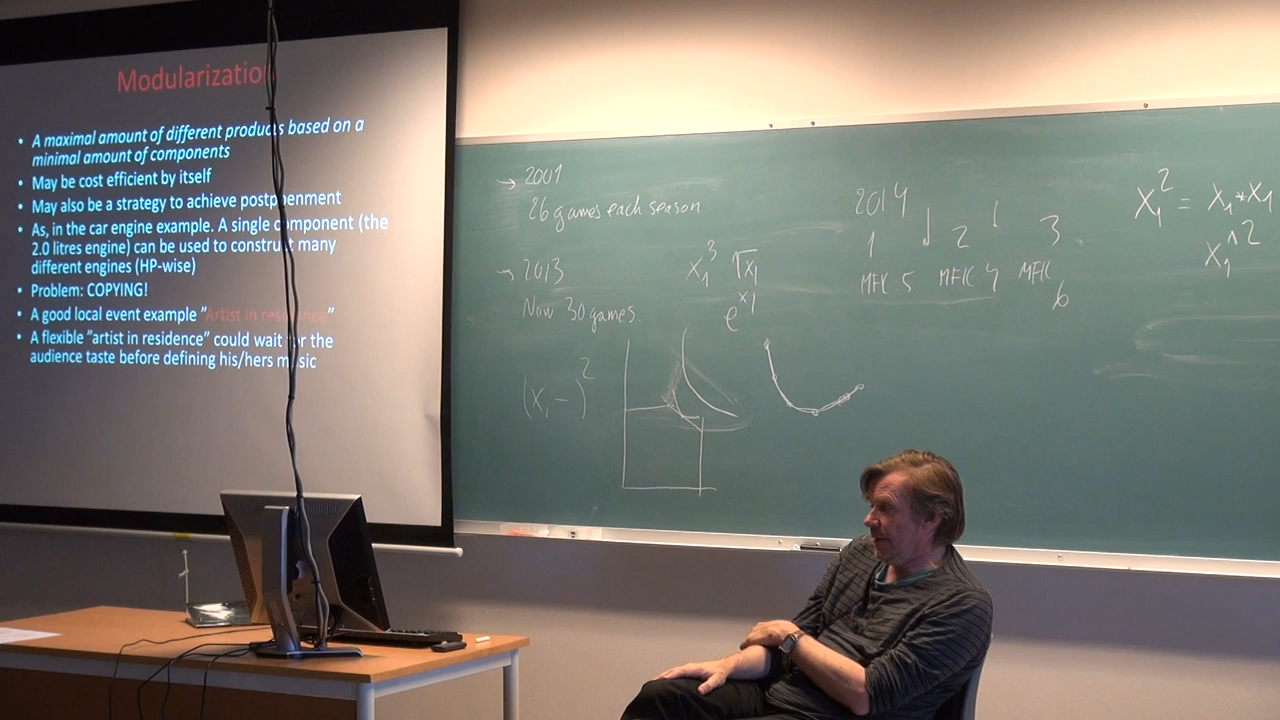 Modularization
• A maximal amount of different products based on a
minimal amount of components
• May be cost efficient by itself
• May also be a strategy to achieve postponement
• As, in the car engine example. A single component (the
2.0 litres engine) can be used to construct many
different engines (HP-wise)
• Problem: COPYING!
• A good local event example "Artist in residence"
• A flexible "artist in residence" could wait for the
audience taste before defining his/hers music
→ 2001
26 games each season
→ 2013
Now 30 games.
x₁³ √x₁
e^x₁
(x₁ – )²
2014
1 2 3
MFK 5 MFK 4 MFK
6
X₁² = X₁*X₁
X₁^2